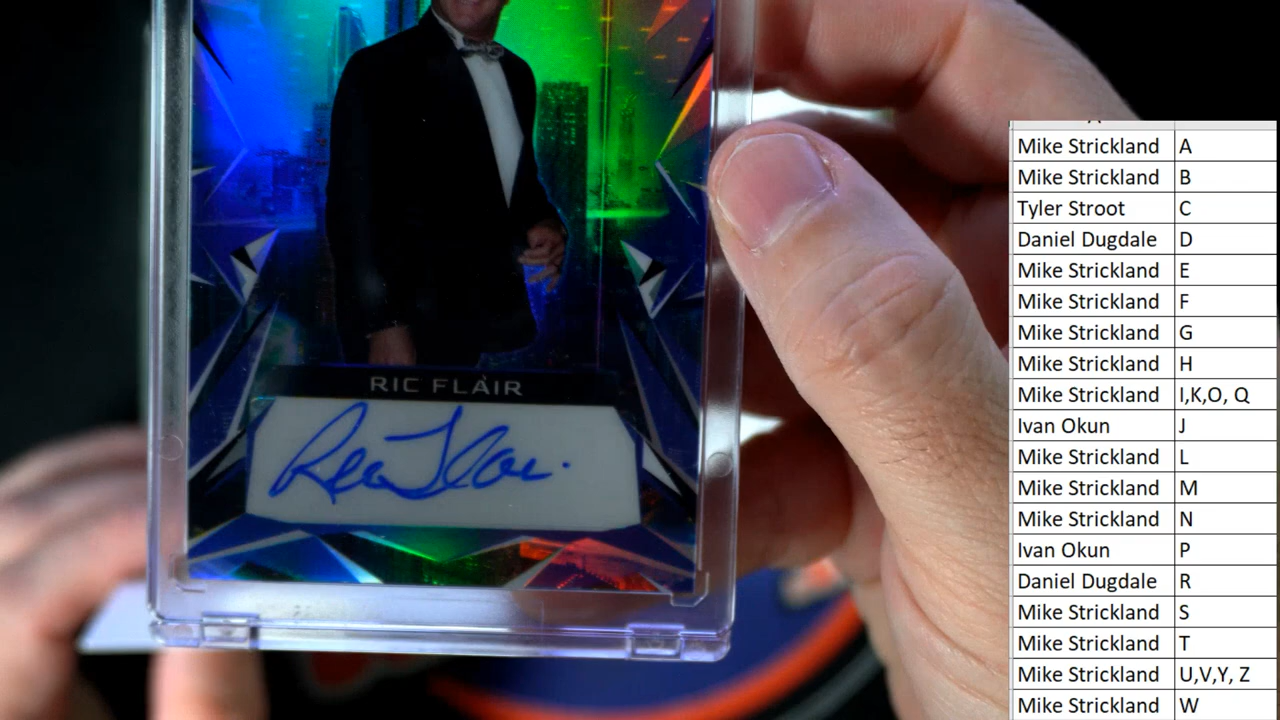 RIC FLAIR
Ric Flair
Mike Strickland A
Mike Strickland B
Tyler Stroot C
Daniel Dugdale D
Mike Strickland E
Mike Strickland F
Mike Strickland G
Mike Strickland H
Mike Strickland I,K,O, Q
Ivan Okun J
Mike Strickland L
Mike Strickland M
Mike Strickland N
Ivan Okun P
Daniel Dugdale R
Mike Strickland S
Mike Strickland T
Mike Strickland U,V,Y, Z
Mike Strickland W